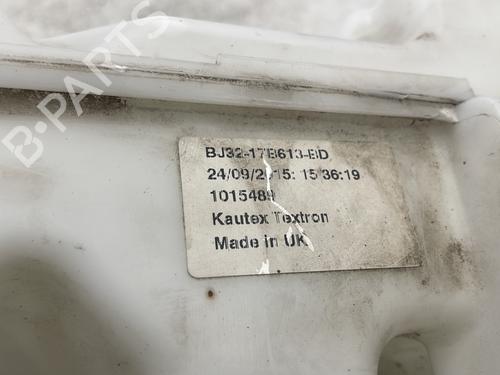 B-PARTS
BJ32-17B613-BD
24/09/2015: 15:36:19
1015489
Kautex Textron
Made in UK